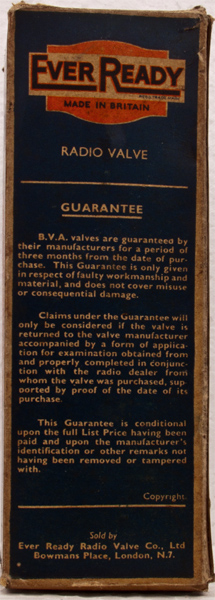 EVER READY
REGD. TRADE MARK
MADE IN BRITAIN
RADIO VALVE
GUARANTEE
B.V.A. valves are guaranteed by
their manufacturers for a period of
three months from the date of pur-
chase. This Guarantee is only given
in respect of faulty workmanship and
material, and does not cover misuse
or consequential damage.
Claims under the Guarantee will
only be considered if the valve is
returned to the valve manufacturer
accompanied by a form of applica-
tion for examination obtained from
and properly completed in conjunc-
tion with the radio dealer from
whom the valve was purchased, sup-
ported by proof of the date of its
purchase.
This Guarantee is conditional
upon the full List Price having been
paid and upon the manufacturer's
identification or other remarks not
having been removed or tampered
with.
Copyright.
Sold by
Ever Ready Radio Valve Co., Ltd
Bowmans Place, London, N.7.